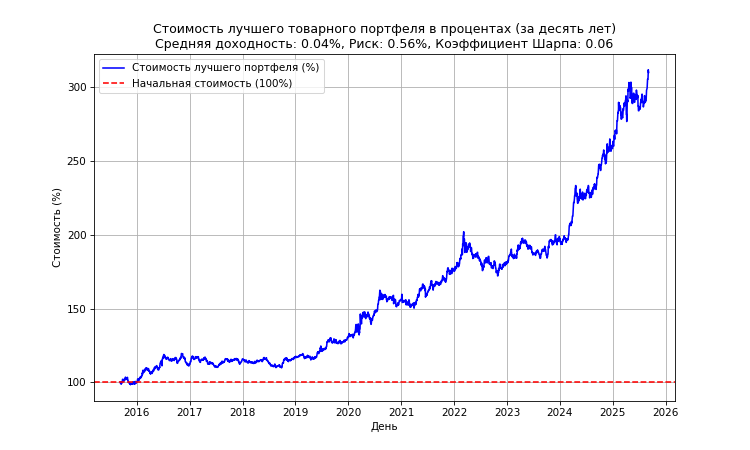 Стоимость лучшего товарного портфеля в процентах (за десять лет)
Средняя доходность: 0.04%, Риск: 0.56%, Коэффициент Шарпа: 0.06
Стоимость лучшего портфеля (%)
Начальная стоимость (100%)
Стоимость (%)
300
250
200
150
100
2016
2017
2018
2019
2020
2021
2022
2023
2024
2025
2026
День